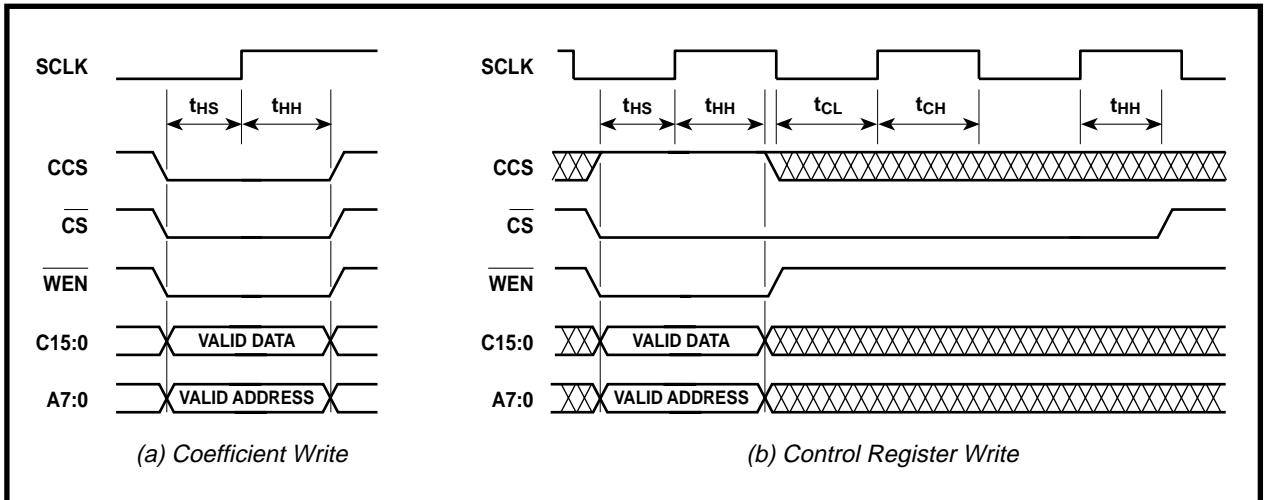 SCLK
tHS tHH
CCS
CS
WEN
C15:0 VALID DATA
A7:0 VALID ADDRESS
(a) Coefficient Write
SCLK
tHS tHH tCL tCH tHH
CCS
CS
WEN
C15:0 VALID DATA
A7:0 VALID ADDRESS
(b) Control Register Write